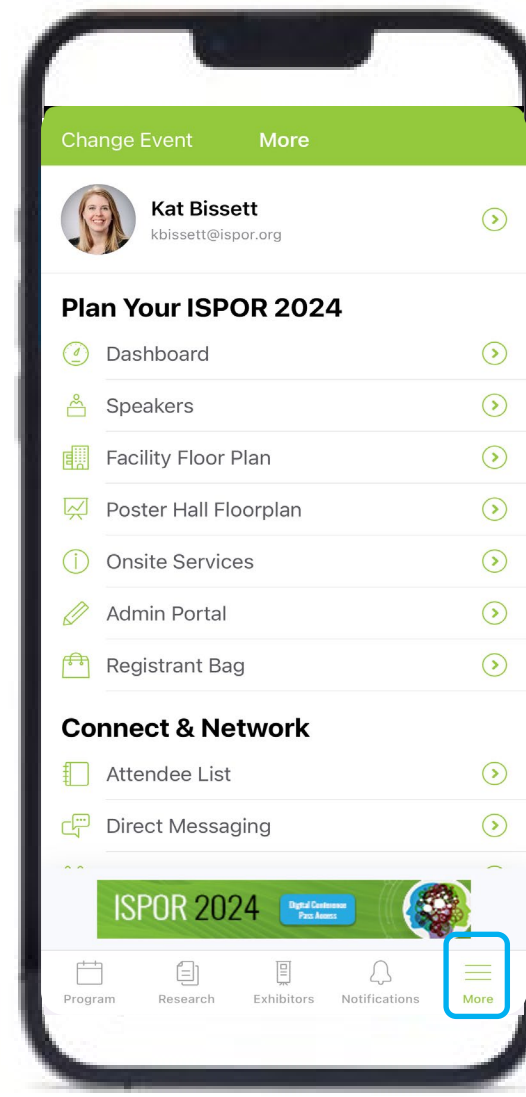 Change Event More
Kat Bissett
kbissett@ispor.org
Plan Your ISPOR 2024
Dashboard
Speakers
Facility Floor Plan
Poster Hall Floorplan
Onsite Services
Admin Portal
Registrant Bag
Connect & Network
Attendee List
Direct Messaging
ISPOR 2024
Digital Conference
Pass Access
Program Research Exhibitors Notifications More